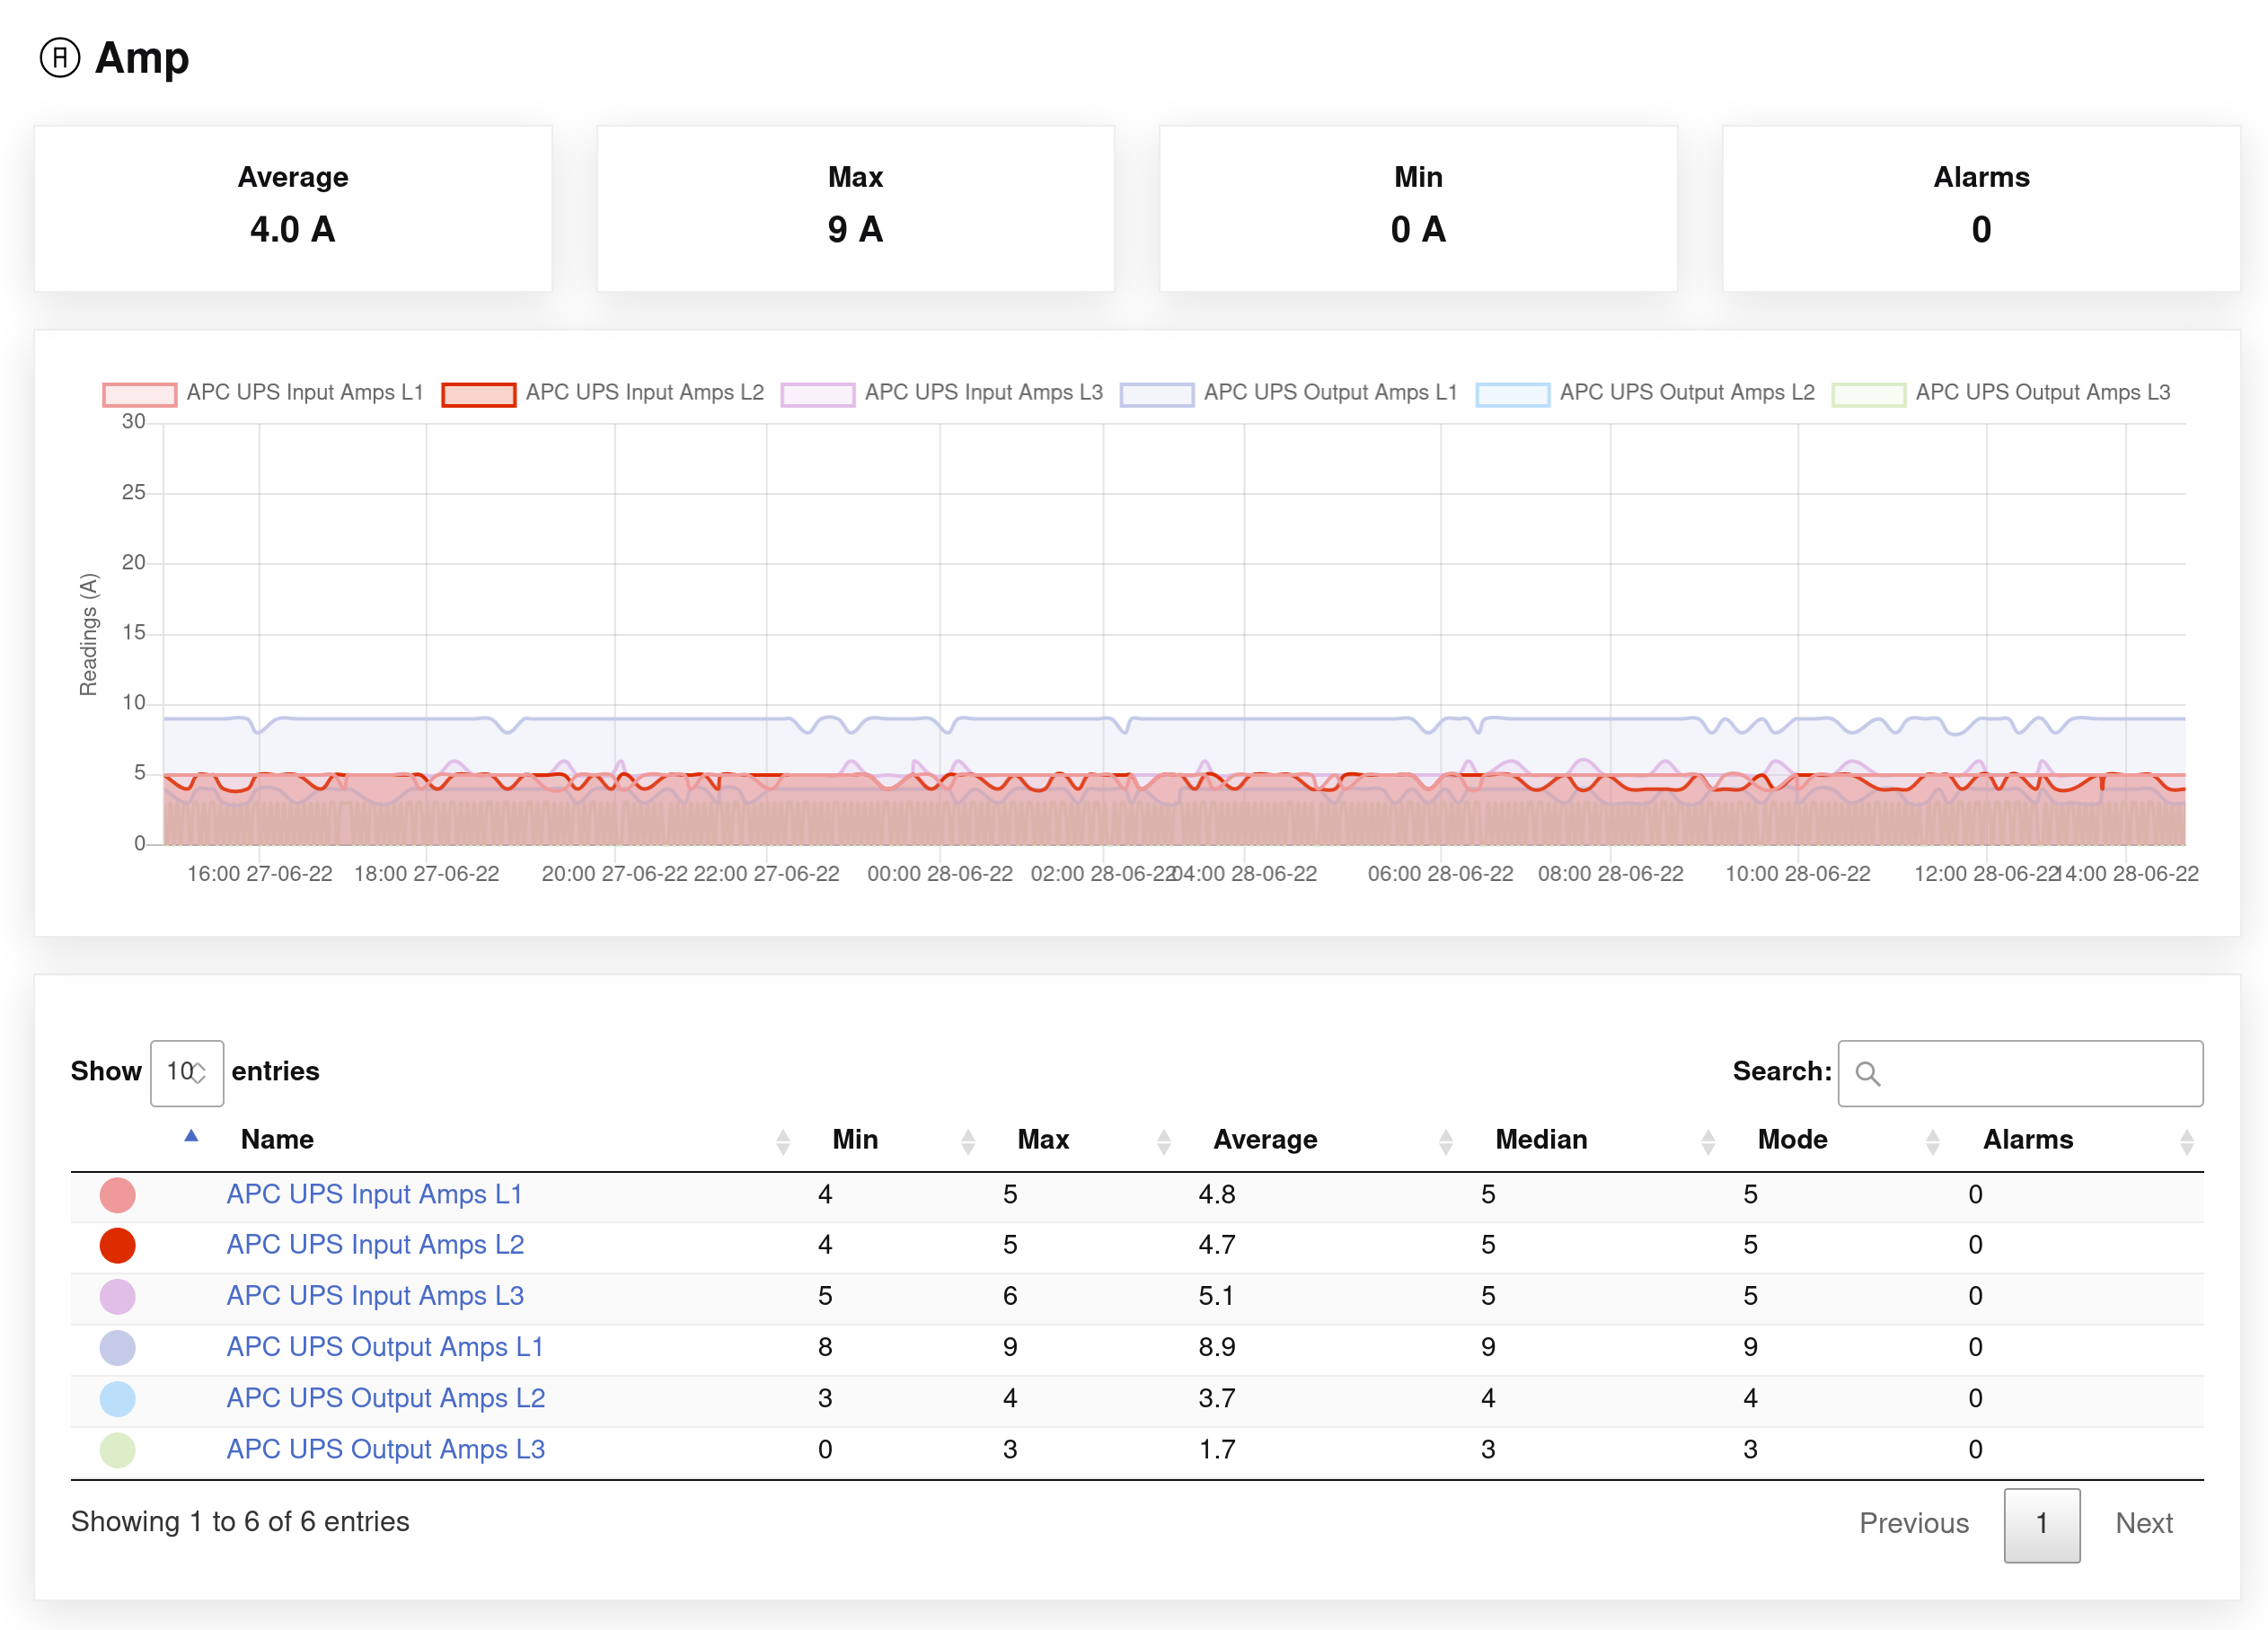 Amp
Average Max Min Alarms
4.0 A 9 A 0 A 0
APC UPS Input Amps L1 APC UPS Input Amps L2 APC UPS Input Amps L3 APC UPS Output Amps L1 APC UPS Output Amps L2 APC UPS Output Amps L3
Readings (A)
30
25
20
15
10
5
0
16:00 27-06-22 18:00 27-06-22 20:00 27-06-22 22:00 27-06-22 00:00 28-06-22 02:00 28-06-22 04:00 28-06-22 06:00 28-06-22 08:00 28-06-22 10:00 28-06-22 12:00 28-06-22 14:00 28-06-22
Show 10 entries Search:
Name Min Max Average Median Mode Alarms
APC UPS Input Amps L1 4 5 4.8 5 5 0
APC UPS Input Amps L2 4 5 4.7 5 5 0
APC UPS Input Amps L3 5 6 5.1 5 5 0
APC UPS Output Amps L1 8 9 8.9 9 9 0
APC UPS Output Amps L2 3 4 3.7 4 4 0
APC UPS Output Amps L3 0 3 1.7 3 3 0
Showing 1 to 6 of 6 entries Previous 1 Next